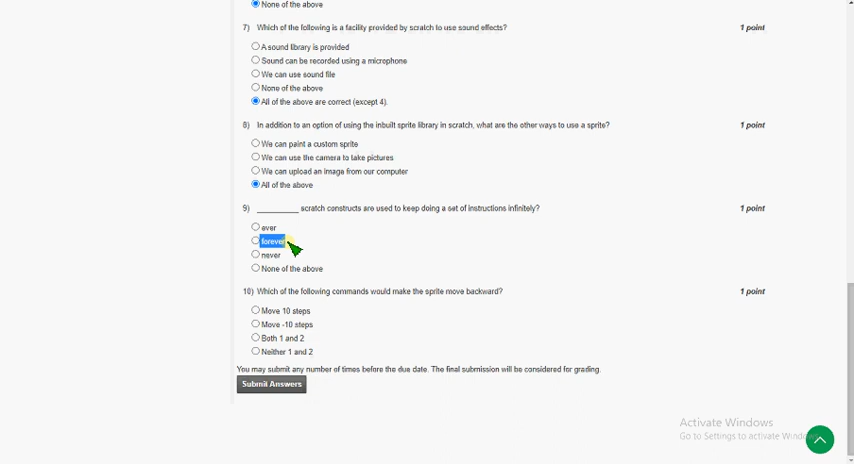 None of the above
7) Which of the following is a facility provided by scratch to use sound effects? 1 point
A sound library is provided
Sound can be recorded using a microphone
We can use sound file
None of the above
All of the above are correct (except 4).
8) In addition to an option of using the inbuilt sprite library in scratch, what are the other ways to use a sprite? 1 point
We can paint a custom sprite
We can use the camera to take pictures
We can upload an image from our computer
All of the above
9) __________ scratch constructs are used to keep doing a set of instructions infinitely? 1 point
ever
forever
never
None of the above
10) Which of the following commands would make the sprite move backward? 1 point
Move 10 steps
Move -10 steps
Both 1 and 2
Neither 1 and 2
You may submit any number of times before the due date. The final submission will be considered for grading.
Submit Answers
Activate Windows
Go to Settings to activate Windows